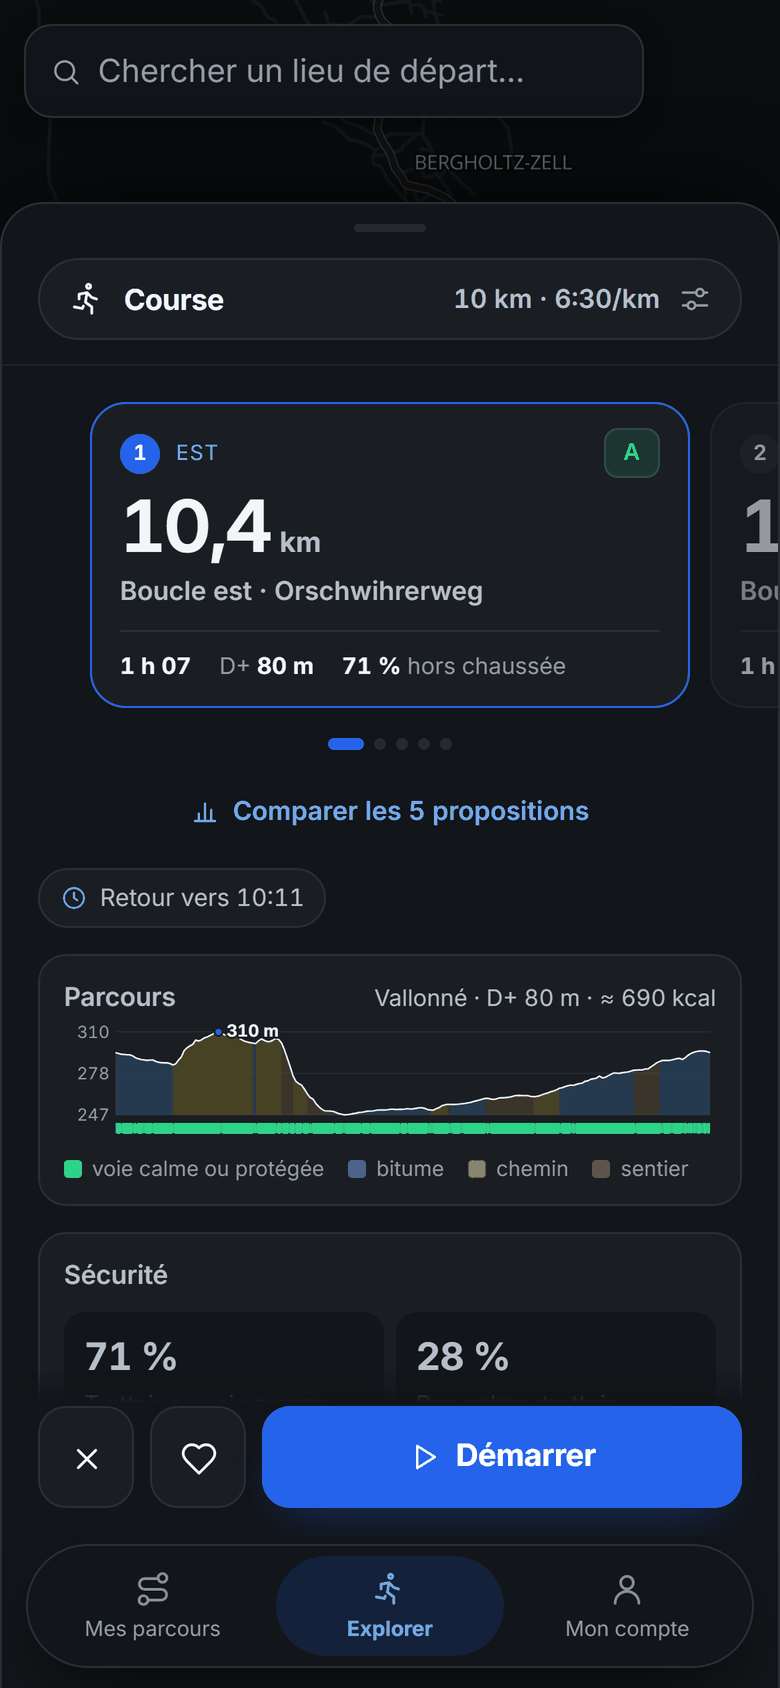 Chercher un lieu de départ...
BERGHOLTZ-ZELL
Course
10 km · 6:30/km
1 EST A
2
10,4 km
1
Boucle est · Orschwihrerweg
Bou
1 h 07 D+ 80 m 71 % hors chaussée
1 h
Comparer les 5 propositions
Retour vers 10:11
Parcours
Vallonné · D+ 80 m · ≈ 690 kcal
310
310 m
278
247
voie calme ou protégée bitume chemin sentier
Sécurité
71 % 28 %
Démarrer
Mes parcours Explorer Mon compte